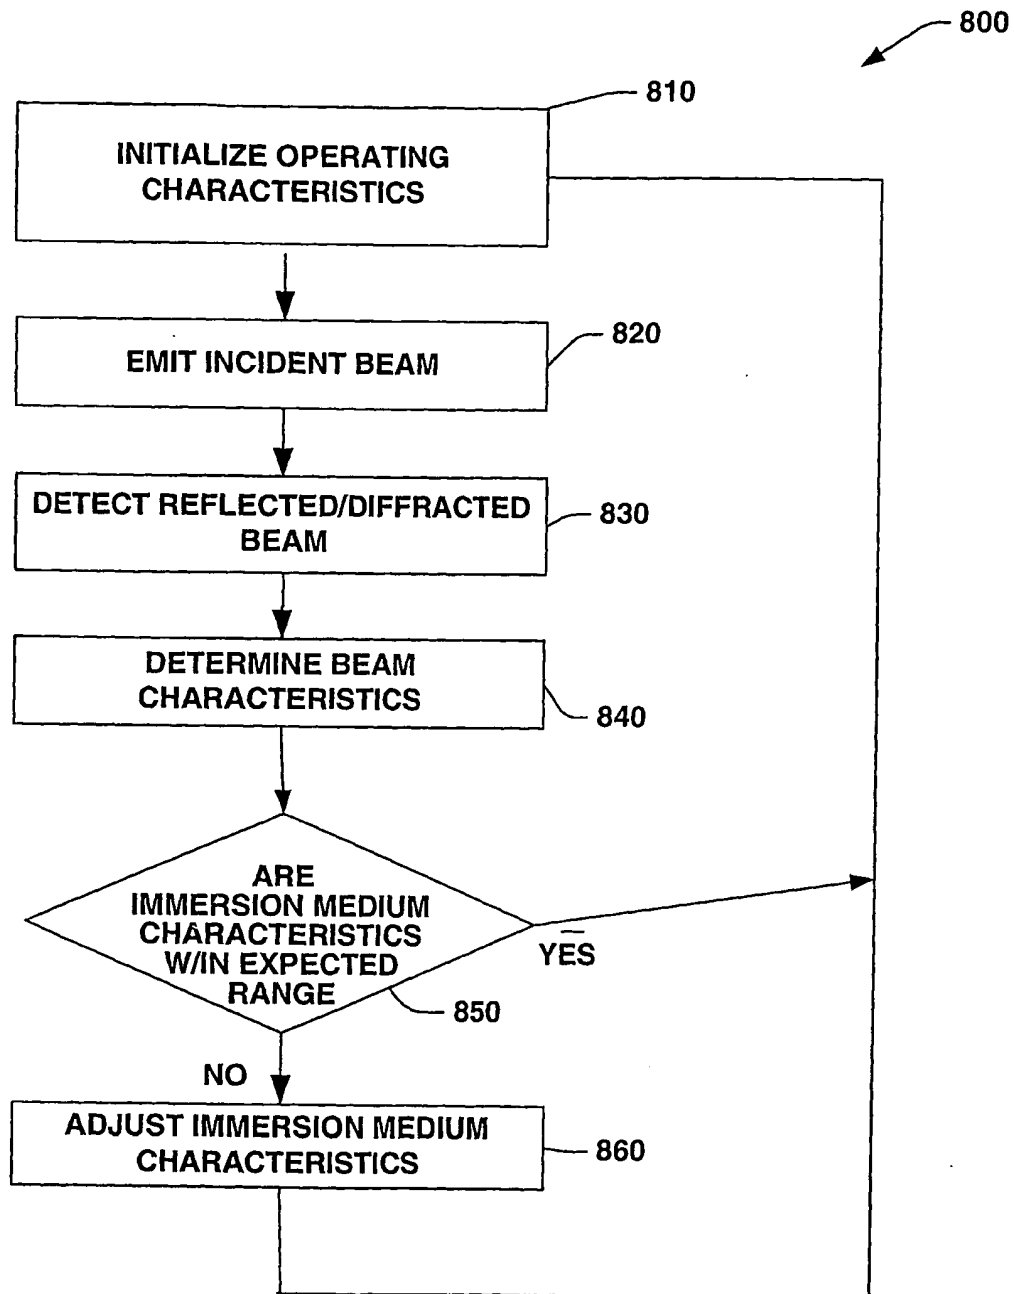 800
810
INITIALIZE OPERATING
CHARACTERISTICS
820
EMIT INCIDENT BEAM
830
DETECT REFLECTED/DIFFRACTED
BEAM
DETERMINE BEAM
CHARACTERISTICS
840
ARE
IMMERSION MEDIUM
CHARACTERISTICS
W/IN EXPECTED
RANGE
YES
850
NO
ADJUST IMMERSION MEDIUM
CHARACTERISTICS
860